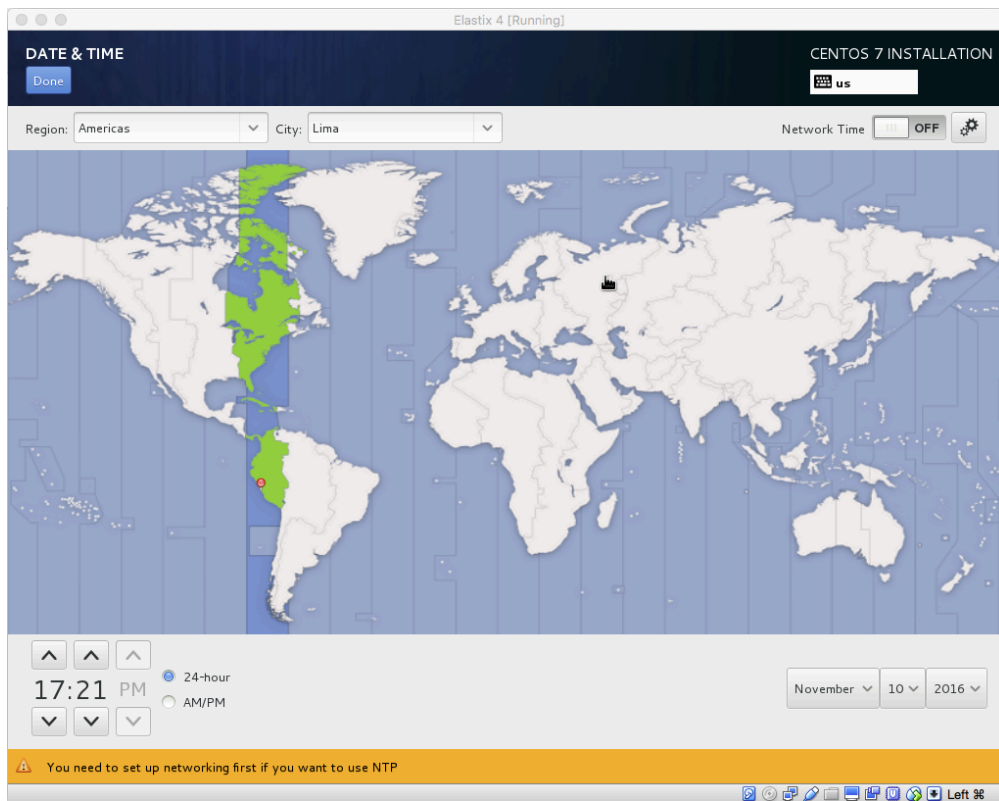 Elastix 4 [Running]
DATE & TIME
CENTOS 7 INSTALLATION
Done
us
Region: Americas City: Lima Network Time OFF
17:21 PM
24-hour
AM/PM
November 10 2016
You need to set up networking first if you want to use NTP
Left ⌘